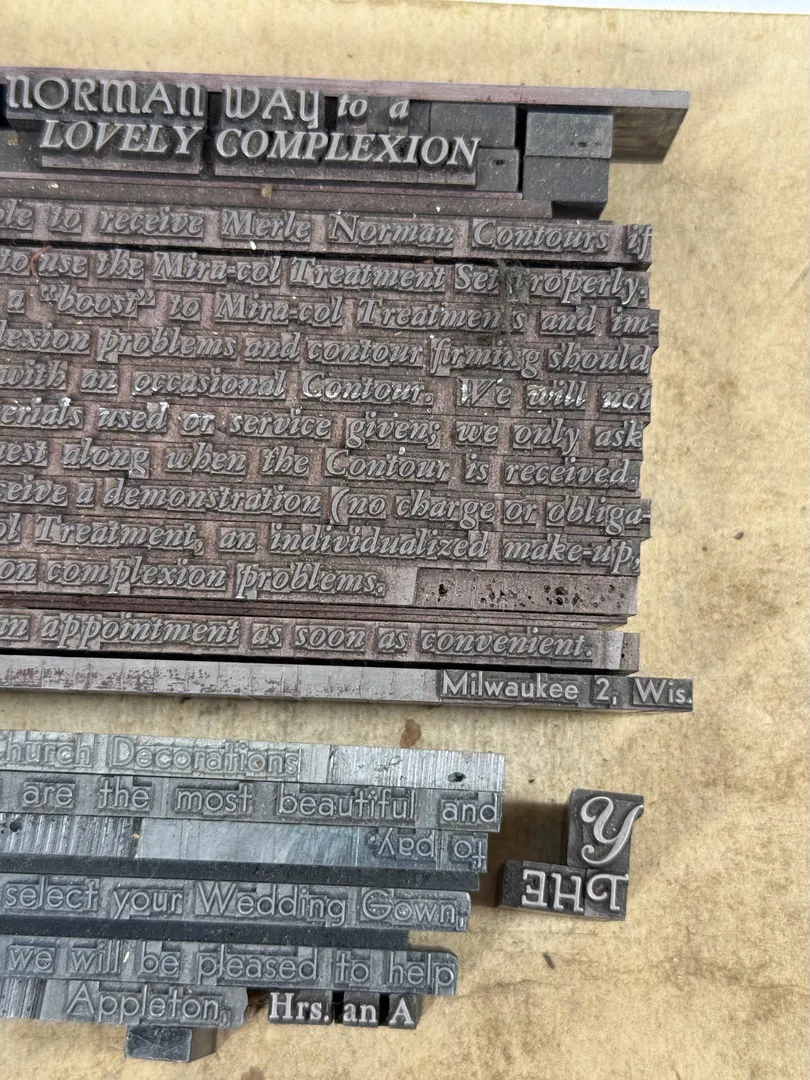 NORMAN WAY to a
LOVELY COMPLEXION
to receive Merle Norman Contours if
to use the Mira-col Treatment Set properly.
a “boost” to Mira-col Treatments and im-
lexion problems and contour firming should
with an occasional Contour. We will not
erials used or service given; we only ask
uest along when the Contour is received.
ceive a demonstration (no charge or obliga-
ol Treatment, an individualized make-up,
on complexion problems.
n appointment as soon as convenient.
Milwaukee 2, Wis.
hurch Decorations
are the most beautiful and
to pay.
select your Wedding Gown,
we will be pleased to help
Appleton,
Hrs. an A
Y
THE